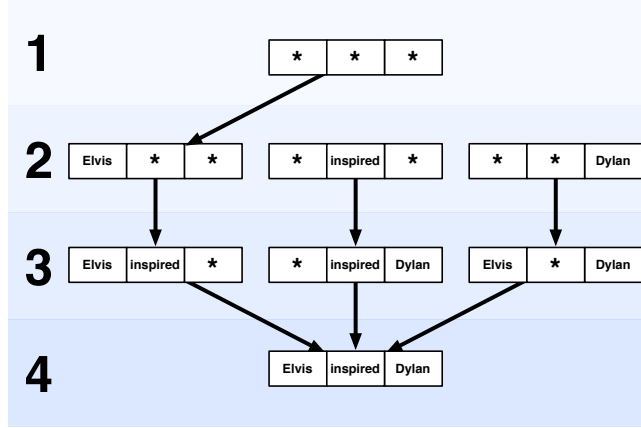 1 * * *
2 Elvis * * * inspired * * * Dylan
3 Elvis inspired * * inspired Dylan Elvis * Dylan
4 Elvis inspired Dylan